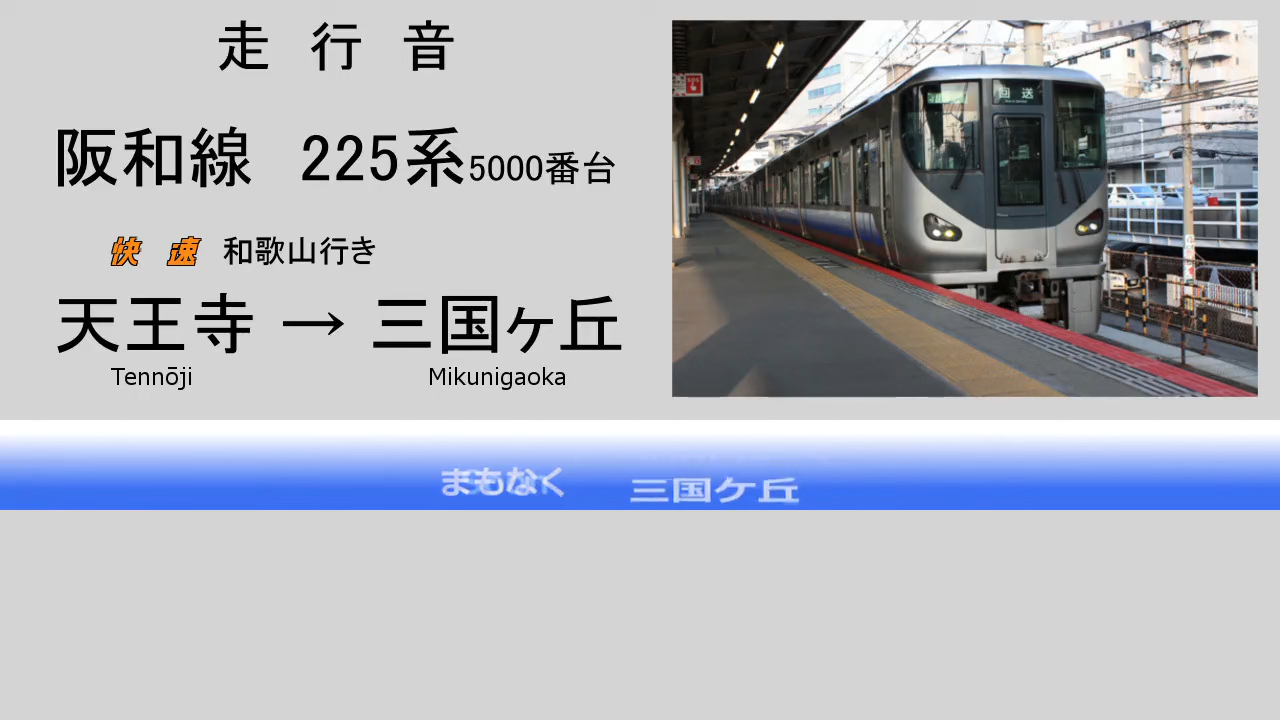 走 行 音
阪和線 225系5000番台
快 速 和歌山行き
天王寺 → 三国ヶ丘
Tennōji Mikunigaoka
回 送
SOS
まもなく 三国ケ丘